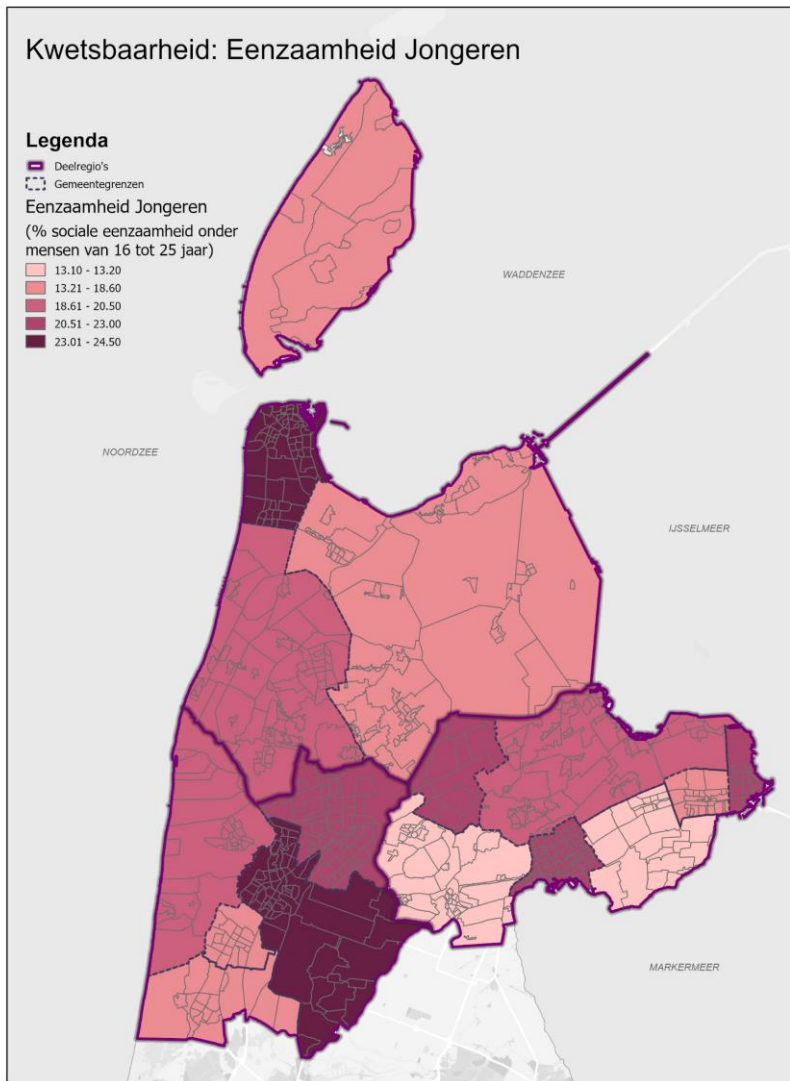 Kwetsbaarheid: Eenzaamheid Jongeren
Legenda
Deelregio's
Gemeentegrenzen
Eenzaamheid Jongeren
(% sociale eenzaamheid onder
mensen van 16 tot 25 jaar)
13.10 - 13.20
13.21 - 18.60
18.61 - 20.50
20.51 - 23.00
23.01 - 24.50
WADDENZEE
NOORDZEE
IJSSELMEER
MARKERMEER